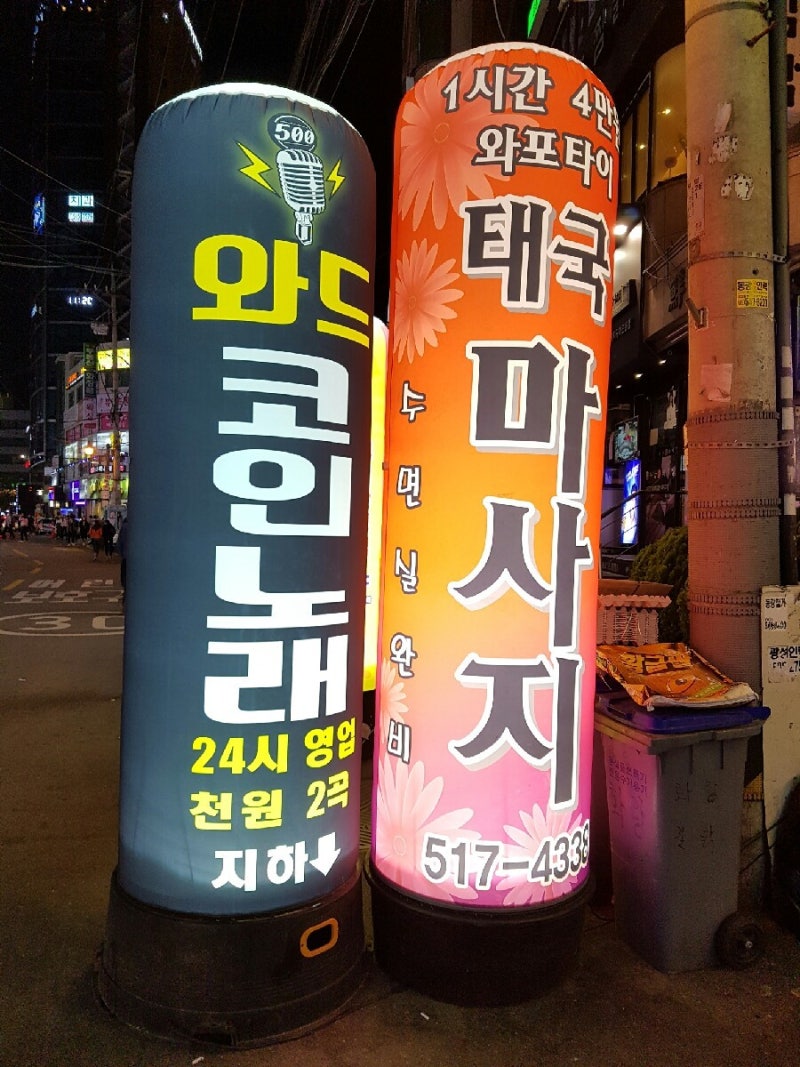 500
와드
코인노래
24시 영업
천원 2곡
지하
1시간 4만원
와포타이
태국
마사지
수면실완비
517-4338
30